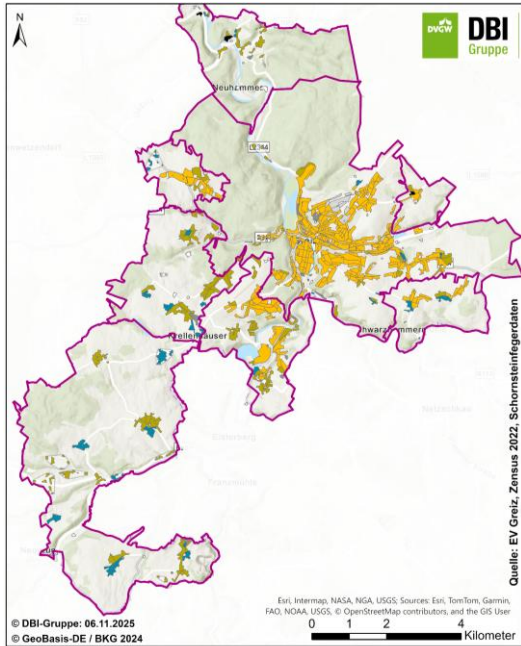 N
DVGW
DBI
Gruppe
Neuhammer
Quelle: EV Greiz, Zensus 2022, Schornsteinfegerdaten
Esri, Intermap, NASA, NGA, USGS; Sources: Esri, TomTom, Garmin,
FAO, NOAA, USGS, © OpenStreetMap contributors, and the GIS User
© DBI-Gruppe: 06.11.2025
© GeoBasis-DE / BKG 2024
0 1 2 4
Kilometer